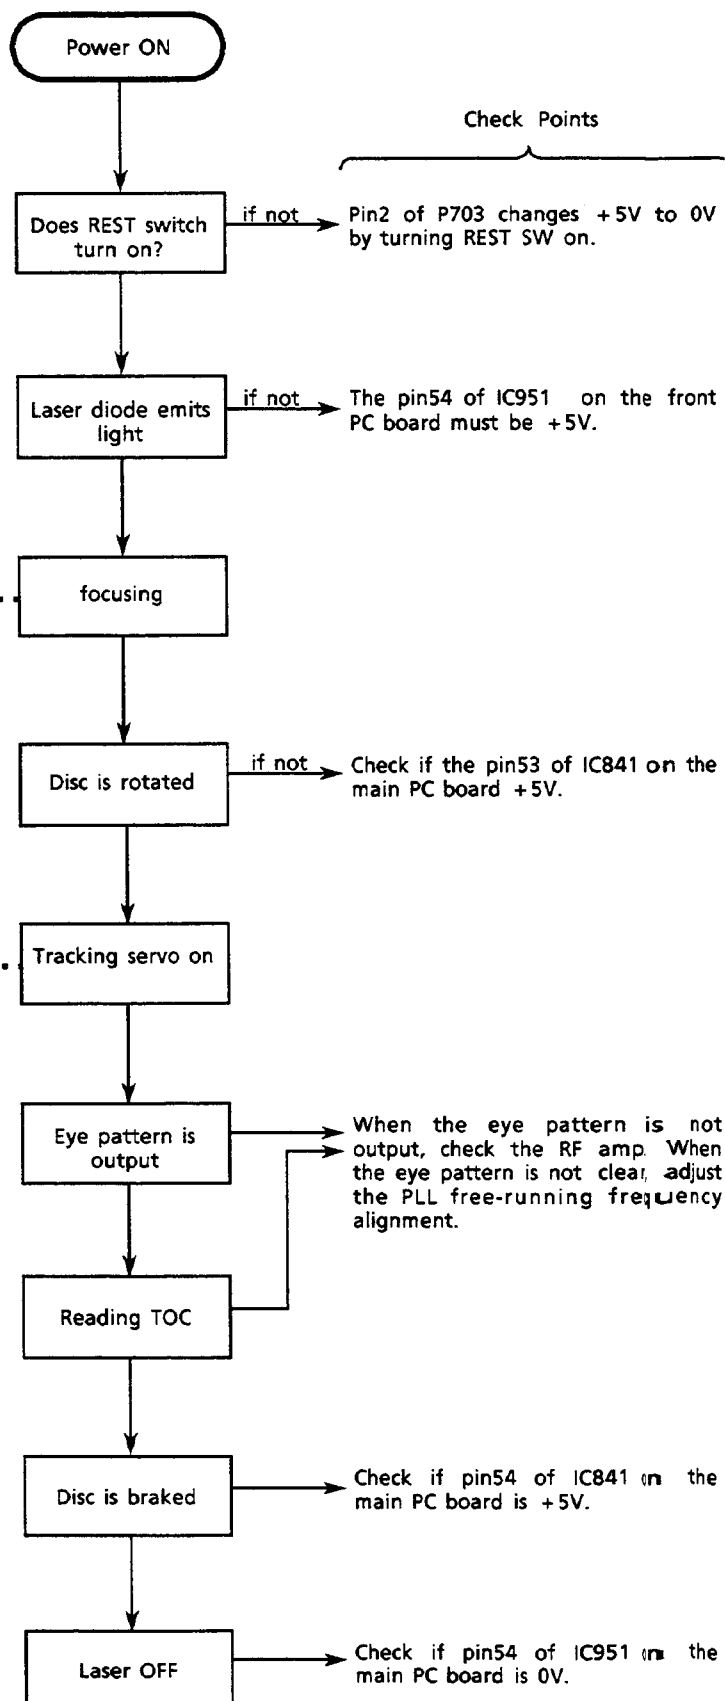 Power ON
Check Points
Does REST switch
turn on?
if not
Pin2 of P703 changes +5V to 0V
by turning REST SW on.
Laser diode emits
light
if not
The pin54 of IC951 on the front
PC board must be +5V.
focusing
Disc is rotated
if not
Check if the pin53 of IC841 on the
main PC board +5V.
Tracking servo on
Eye pattern is
output
When the eye pattern is not
output, check the RF amp. When
the eye pattern is not clear, adjust
the PLL free-running frequency
alignment.
Reading TOC
Disc is braked
Check if pin54 of IC841 on the
main PC board is +5V.
Laser OFF
Check if pin54 of IC951 on the
main PC board is 0V.